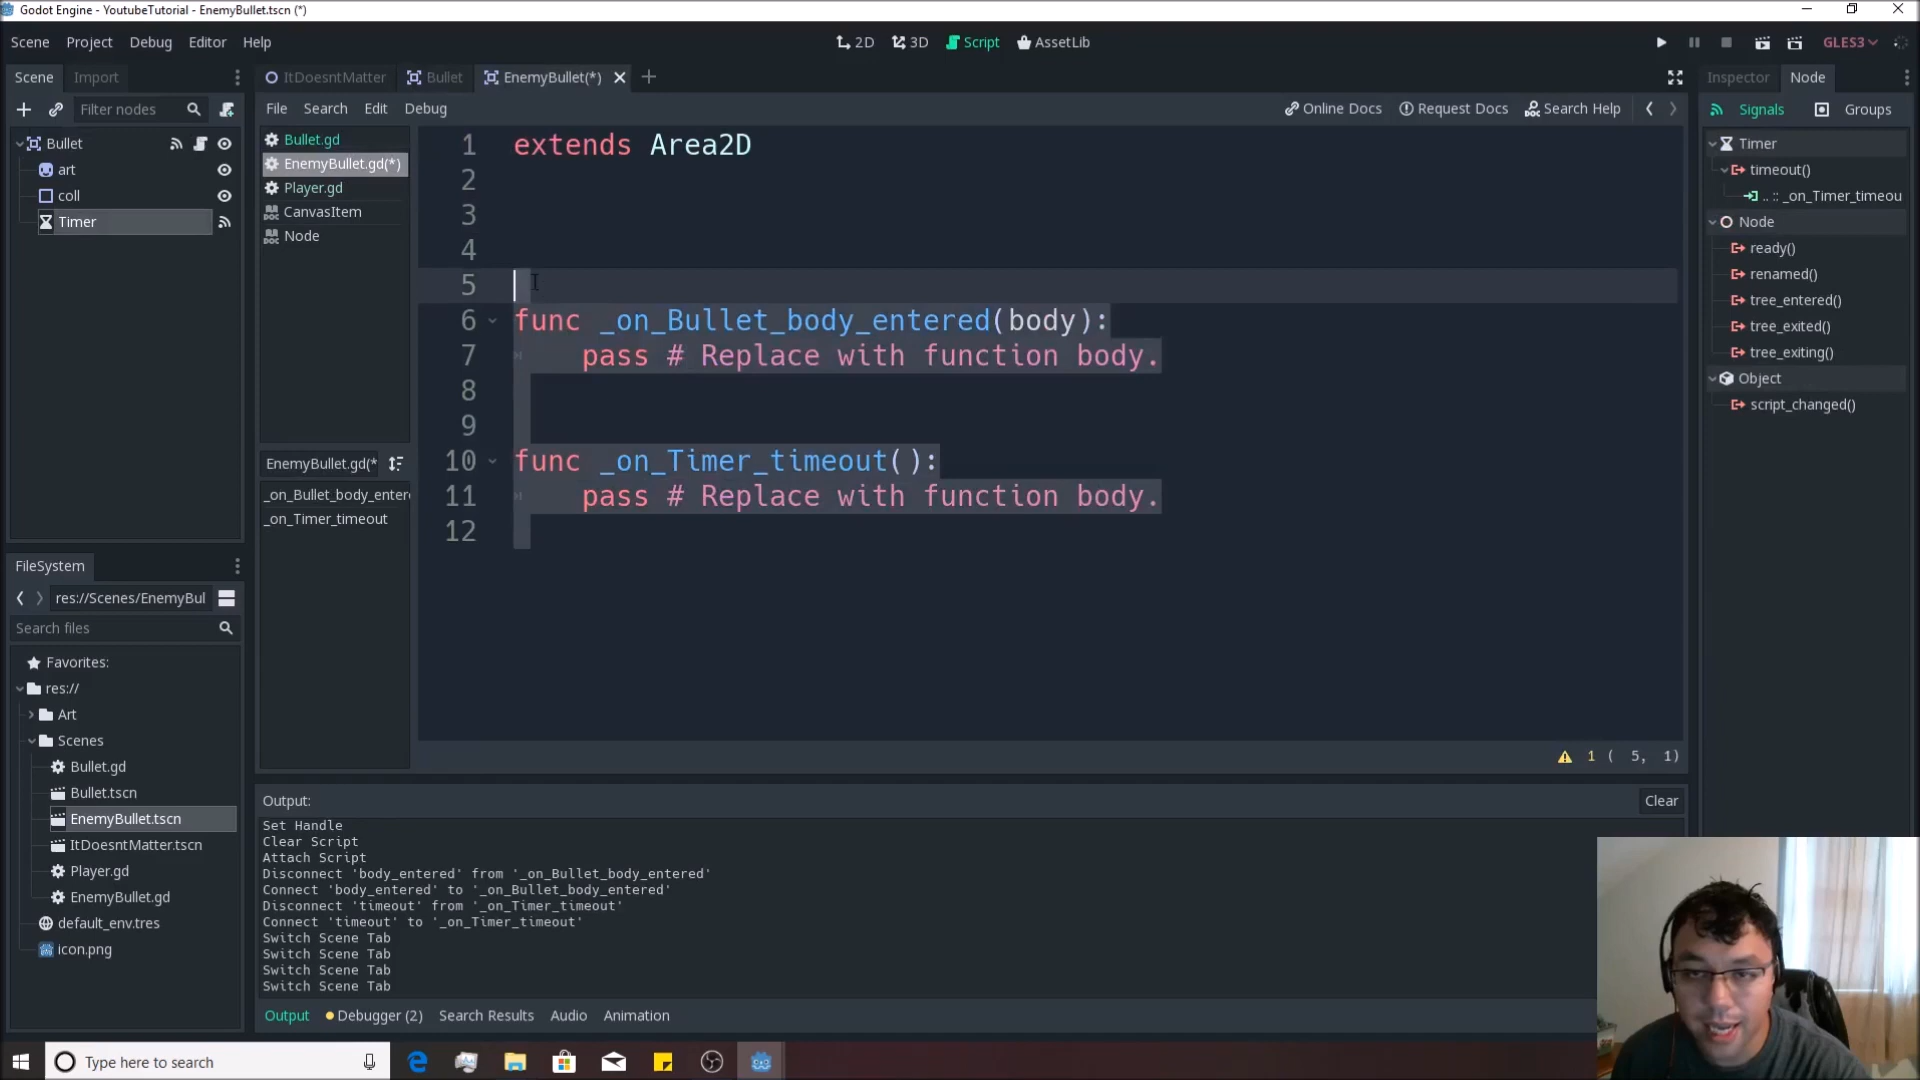 Godot Engine - YoutubeTutorial - EnemyBullet.tscn (*)
Scene Project Debug Editor Help
2D 3D Script AssetLib
GLES3
Scene Import
ItDoesntMatter Bullet EnemyBullet(*)
Inspector Node
Filter nodes
File Search Edit Debug
Online Docs Request Docs Search Help
Signals Groups
Bullet
art
coll
Timer
Bullet.gd
EnemyBullet.gd(*)
Player.gd
CanvasItem
Node
EnemyBullet.gd(*
_on_Bullet_body_entere
_on_Timer_timeout
1 extends Area2D
2
3
4
5
6 func _on_Bullet_body_entered(body):
7 pass # Replace with function body.
8
9
10 func _on_Timer_timeout():
11 pass # Replace with function body.
12
1 ( 5, 1)
Timer
timeout()
.. :: _on_Timer_timeou
Node
ready()
renamed()
tree_entered()
tree_exited()
tree_exiting()
Object
script_changed()
FileSystem
res://Scenes/EnemyBul
Search files
Favorites:
res://
Art
Scenes
Bullet.gd
Bullet.tscn
EnemyBullet.tscn
ItDoesntMatter.tscn
Player.gd
EnemyBullet.gd
default_env.tres
icon.png
Output:
Clear
Set Handle
Clear Script
Attach Script
Disconnect 'body_entered' from '_on_Bullet_body_entered'
Connect 'body_entered' to '_on_Bullet_body_entered'
Disconnect 'timeout' from '_on_Timer_timeout'
Connect 'timeout' to '_on_Timer_timeout'
Switch Scene Tab
Switch Scene Tab
Switch Scene Tab
Switch Scene Tab
Output Debugger (2) Search Results Audio Animation
Type here to search